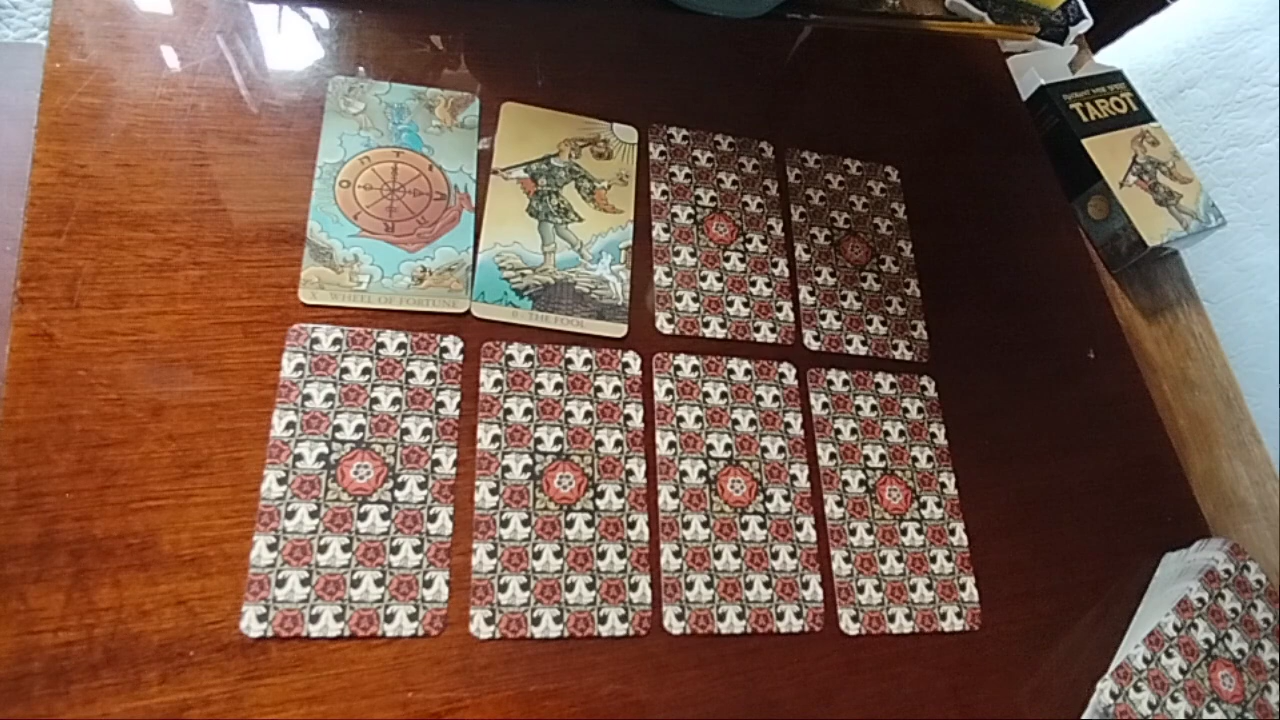 X - WHEEL OF FORTUNE
0 - THE FOOL
TAROT